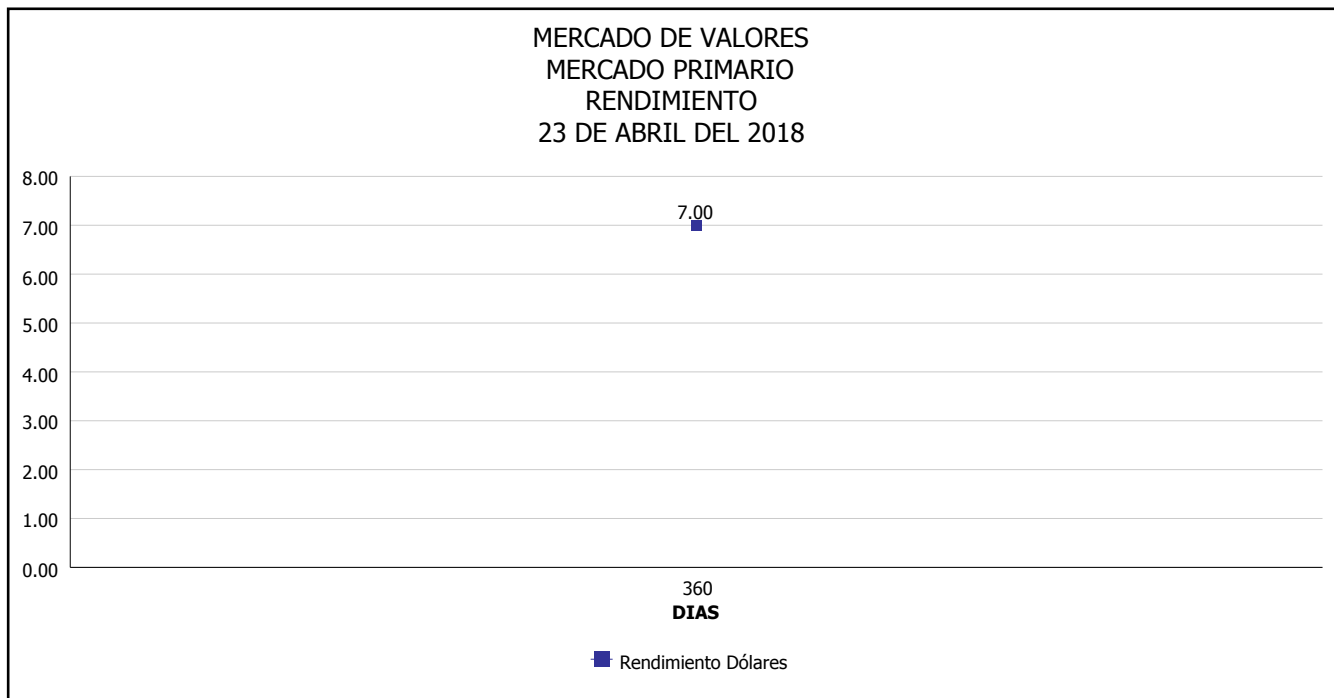 MERCADO DE VALORES
MERCADO PRIMARIO
RENDIMIENTO
23 DE ABRIL DEL 2018
8.00
7.00
7.00
6.00
5.00
4.00
3.00
2.00
1.00
0.00
360
DIAS
Rendimiento Dólares